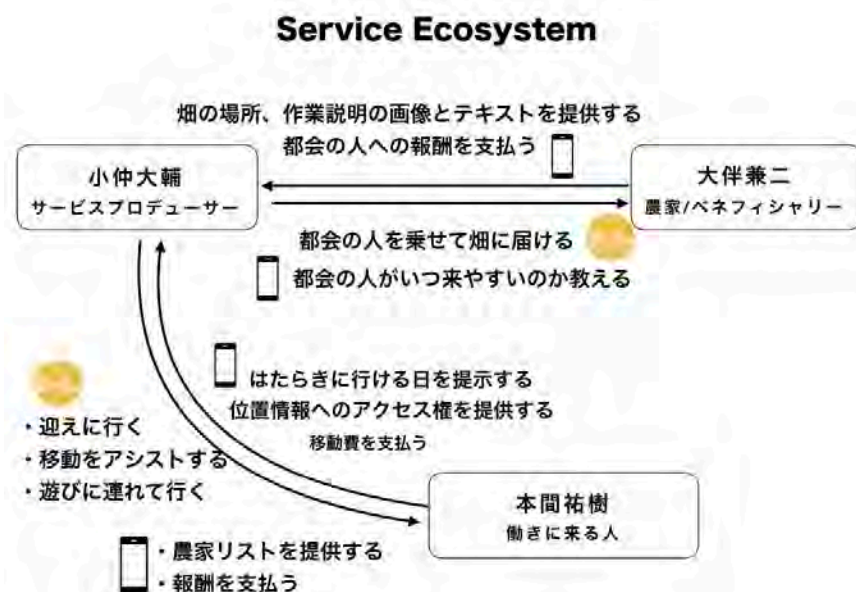 Service Ecosystem
畑の場所、作業説明の画像とテキストを提供する
都会の人への報酬を支払う
小仲大輔
サービスプロデューサー
大伴兼二
農家/ベネフィシャリー
都会の人を乗せて畑に届ける
都会の人がいつ来やすいのか教える
はたらきに行ける日を提示する
位置情報へのアクセス権を提供する
移動費を支払う
・迎えに行く
・移動をアシストする
・遊びに連れて行く
本間祐樹
働きに来る人
・農家リストを提供する
・報酬を支払う